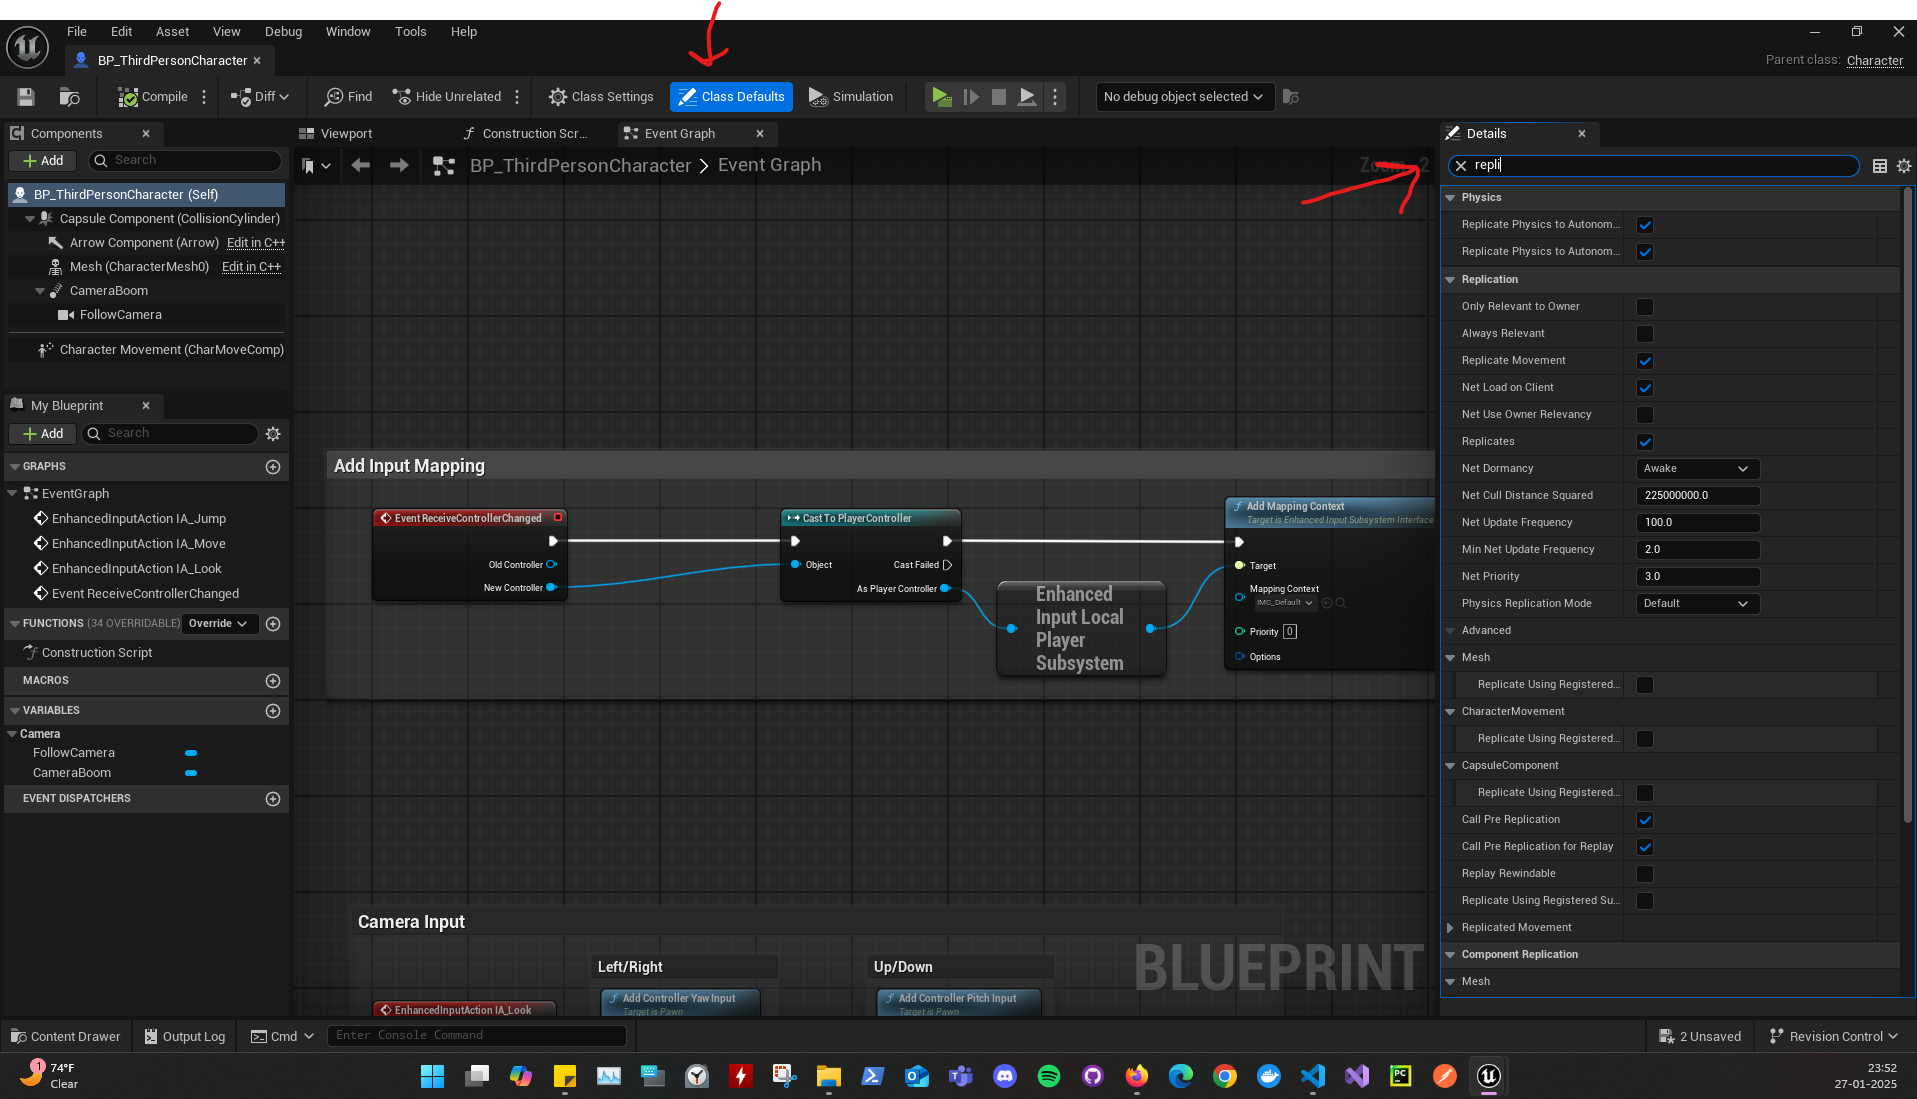 File Edit Asset View Debug Window Tools Help
BP_ThirdPersonCharacter
Parent class: Character
Compile Diff Find Hide Unrelated Class Settings Class Defaults Simulation No debug object selected
Components
Add Search
BP_ThirdPersonCharacter (Self)
Capsule Component (CollisionCylinder)
Arrow Component (Arrow) Edit in C++
Mesh (CharacterMesh0) Edit in C++
CameraBoom
FollowCamera
Character Movement (CharMoveComp)
My Blueprint
Add Search
GRAPHS
EventGraph
EnhancedInputAction IA_Jump
EnhancedInputAction IA_Move
EnhancedInputAction IA_Look
Event ReceiveControllerChanged
FUNCTIONS (34 OVERRIDABLE) Override
Construction Script
MACROS
VARIABLES
Camera
FollowCamera
CameraBoom
EVENT DISPATCHERS
Viewport Construction Scr... Event Graph
BP_ThirdPersonCharacter > Event Graph
Add Input Mapping
Event ReceiveControllerChanged
Old Controller
New Controller
Cast To PlayerController
Object Cast Failed
As Player Controller
Enhanced
Input Local
Player
Subsystem
Add Mapping Context
Target is Enhanced Input Subsystem Interface
Target
Mapping Context
IMC_Default
Priority 0
Options
Camera Input
Left/Right
Up/Down
EnhancedInputAction IA_Look
Add Controller Yaw Input
Target is Pawn
Add Controller Pitch Input
Target is Pawn
BLUEPRINT
Details
repli
Physics
Replicate Physics to Autonom...
Replicate Physics to Autonom...
Replication
Only Relevant to Owner
Always Relevant
Replicate Movement
Net Load on Client
Net Use Owner Relevancy
Replicates
Net Dormancy Awake
Net Cull Distance Squared 225000000.0
Net Update Frequency 100.0
Min Net Update Frequency 2.0
Net Priority 3.0
Physics Replication Mode Default
Advanced
Mesh
Replicate Using Registered...
CharacterMovement
Replicate Using Registered...
CapsuleComponent
Replicate Using Registered...
Call Pre Replication
Call Pre Replication for Replay
Replay Rewindable
Replicate Using Registered Su...
Replicated Movement
Component Replication
Mesh
Content Drawer Output Log Cmd Enter Console Command 2 Unsaved Revision Control
1
74°F
Clear
PC
23:52
27-01-2025